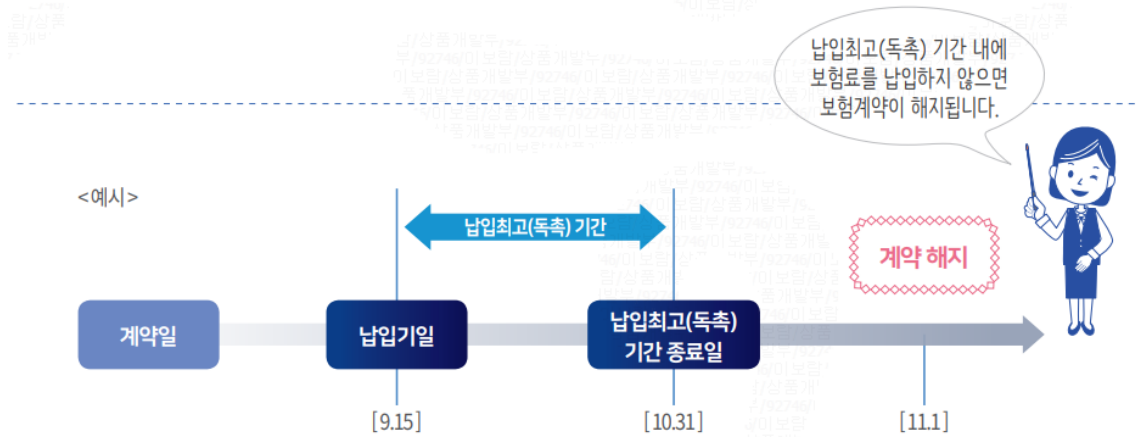 납입최고(독촉) 기간 내에
보험료를 납입하지 않으면
보험계약이 해지됩니다.
<예시>
납입최고(독촉) 기간
계약 해지
계약일
납입기일
납입최고(독촉)
기간 종료일
[9.15]
[10.31]
[11.1]